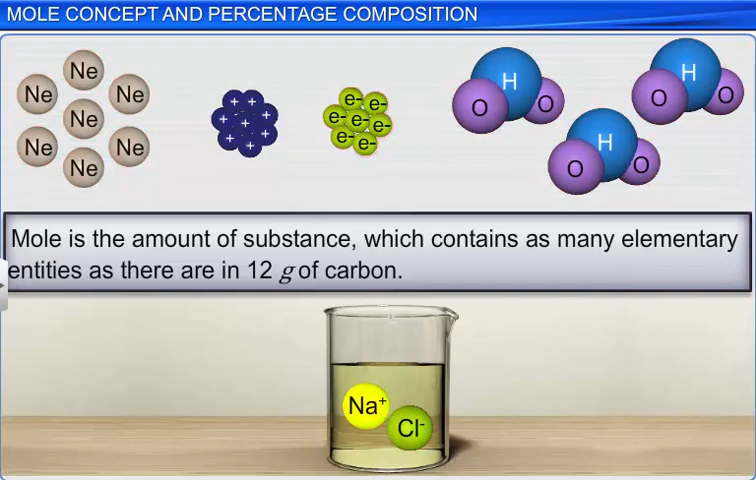 MOLE CONCEPT AND PERCENTAGE COMPOSITION
Ne
Ne
Ne
Ne
Ne
Ne
Ne
+ +
+ + +
+ +
+
e- e-
e- e- e-
e- e-
H
O O
H
O O
H
O O
Mole is the amount of substance, which contains as many elementary
entities as there are in 12 g of carbon.
Na⁺
Cl⁻